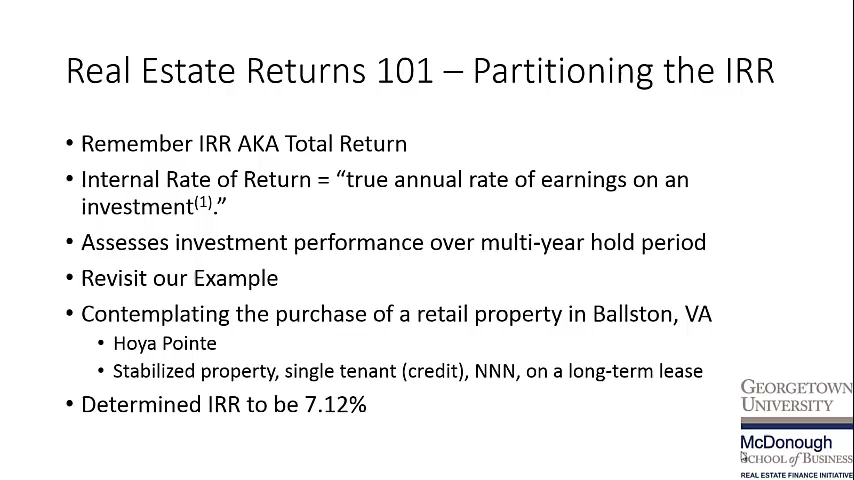 Real Estate Returns 101 – Partitioning the IRR
• Remember IRR AKA Total Return
• Internal Rate of Return = “true annual rate of earnings on an
investment(1).”
• Assesses investment performance over multi-year hold period
• Revisit our Example
• Contemplating the purchase of a retail property in Ballston, VA
• Hoya Pointe
• Stabilized property, single tenant (credit), NNN, on a long-term lease
• Determined IRR to be 7.12%
GEORGETOWN
UNIVERSITY
McDonough
SCHOOL of BUSINESS
REAL ESTATE FINANCE INITIATIVE